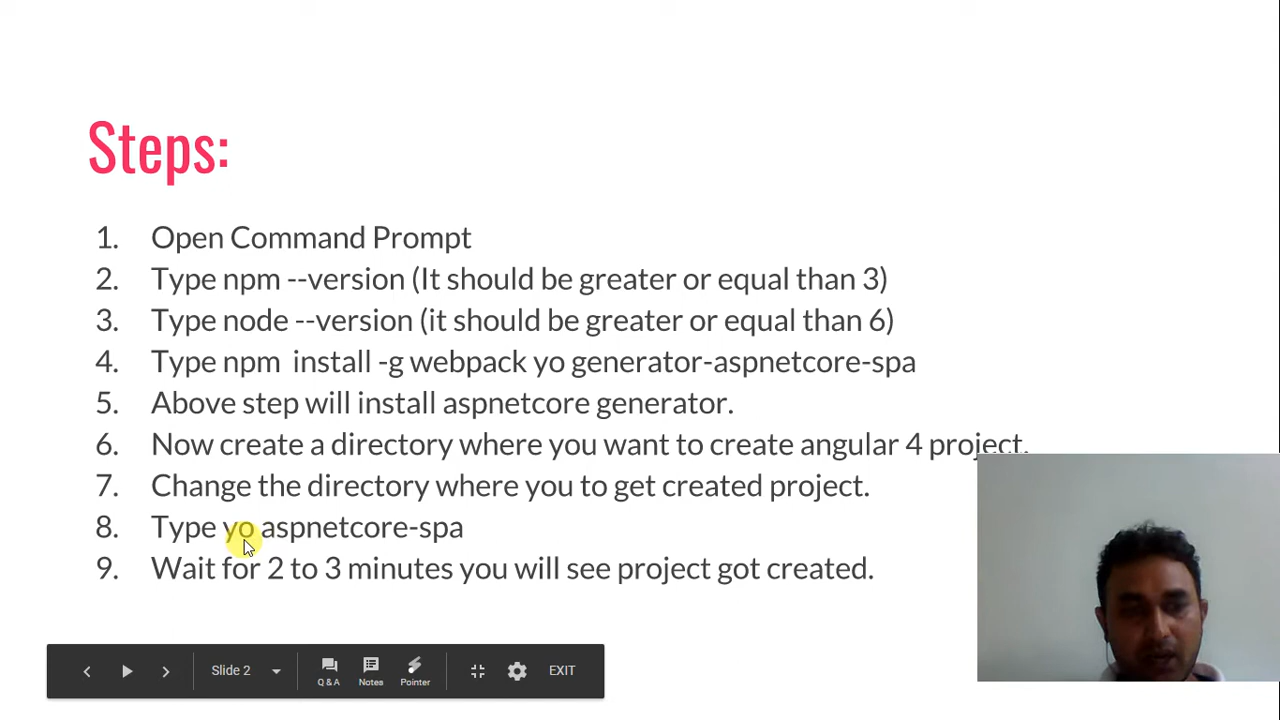 Steps:
1. Open Command Prompt
2. Type npm --version (It should be greater or equal than 3)
3. Type node --version (it should be greater or equal than 6)
4. Type npm  install -g webpack yo generator-aspnetcore-spa
5. Above step will install aspnetcore generator.
6. Now create a directory where you want to create angular 4 project.
7. Change the directory where you to get created project.
8. Type yo aspnetcore-spa
9. Wait for 2 to 3 minutes you will see project got created.
Slide 2
Q & A
Notes
Pointer
EXIT